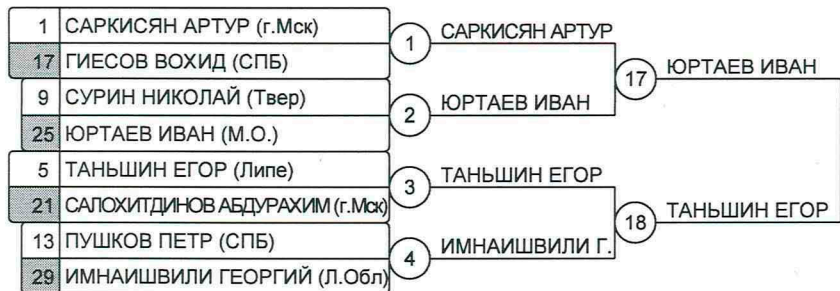 1 САРКИСЯН АРТУР (г.Мск)
17 ГИЕСОВ ВОХИД (СПБ)
9 СУРИН НИКОЛАЙ (Твер)
25 ЮРТАЕВ ИВАН (М.О.)
5 ТАНЬШИН ЕГОР (Липе)
21 САЛОХИТДИНОВ АБДУРАХИМ (г.Мск)
13 ПУШКОВ ПЕТР (СПБ)
29 ИМНАИШВИЛИ ГЕОРГИЙ (Л.Обл)
1 САРКИСЯН АРТУР
2 ЮРТАЕВ ИВАН
3 ТАНЬШИН ЕГОР
4 ИМНАИШВИЛИ Г.
17 ЮРТАЕВ ИВАН
18 ТАНЬШИН ЕГОР